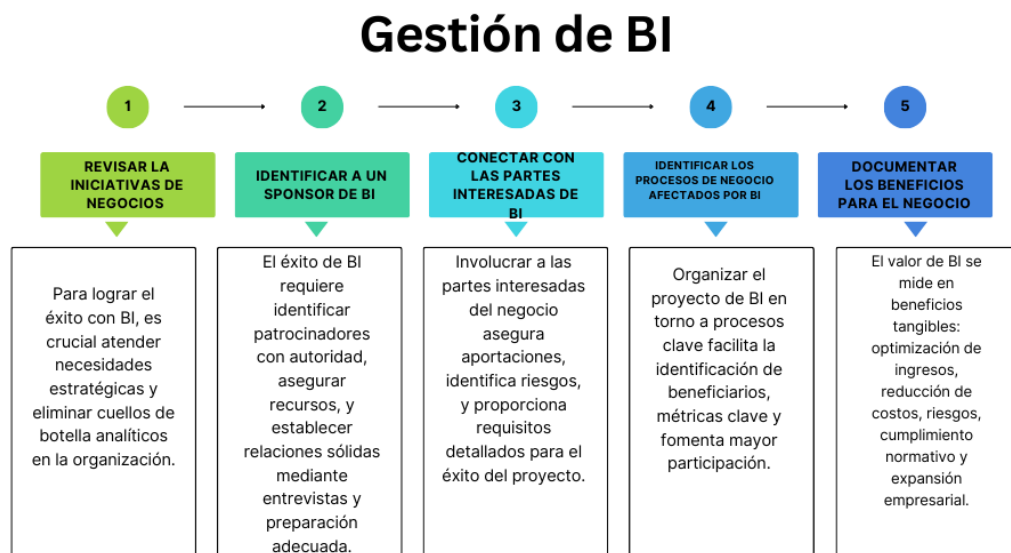 Gestión de BI
1
2
3
4
5
REVISAR LA
INICIATIVAS DE
NEGOCIOS
IDENTIFICAR A UN
SPONSOR DE BI
CONECTAR CON
LAS PARTES
INTERESADAS DE
BI
IDENTIFICAR LOS
PROCESOS DE NEGOCIO
AFECTADOS POR BI
DOCUMENTAR
LOS BENEFICIOS
PARA EL NEGOCIO
Para lograr el
éxito con BI, es
crucial atender
necesidades
estratégicas y
eliminar cuellos de
botella analíticos
en la organización.
El éxito de BI
requiere
identificar
patrocinadores
con autoridad,
asegurar
recursos, y
establecer
relaciones sólidas
mediante
entrevistas y
preparación
adecuada.
Involucrar a las
partes interesadas
del negocio
asegura
aportaciones,
identifica riesgos,
y proporciona
requisitos
detallados para el
éxito del proyecto.
Organizar el
proyecto de BI en
torno a procesos
clave facilita la
identificación de
beneficiarios,
métricas clave y
fomenta mayor
participación.
El valor de BI se
mide en
beneficios
tangibles:
optimización de
ingresos,
reducción de
costos, riesgos,
cumplimiento
normativo y
expansión
empresarial.